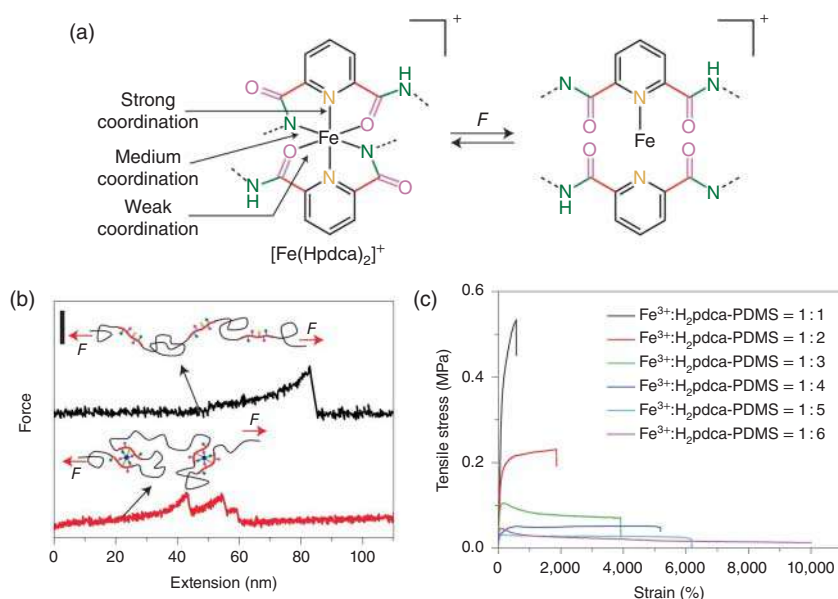 (a)
+
+
O
N
N
H
N
O
Fe
O
N
N
H
N
O
Strong
coordination
Medium
coordination
Weak
coordination
[Fe(Hpdca)₂]⁺
F
N
N
H
N
O
O
Fe
O
O
N
H
N
N
(b)
F
F
F
F
Force
0
20
40
60
80
100
Extension (nm)
(c)
0.6
0.4
0.2
0.0
Tensile stress (MPa)
0
2,000
4,000
6,000
8,000
10,000
Strain (%)
Fe³⁺:H₂pdca-PDMS = 1 : 1
Fe³⁺:H₂pdca-PDMS = 1 : 2
Fe³⁺:H₂pdca-PDMS = 1 : 3
Fe³⁺:H₂pdca-PDMS = 1 : 4
Fe³⁺:H₂pdca-PDMS = 1 : 5
Fe³⁺:H₂pdca-PDMS = 1 : 6